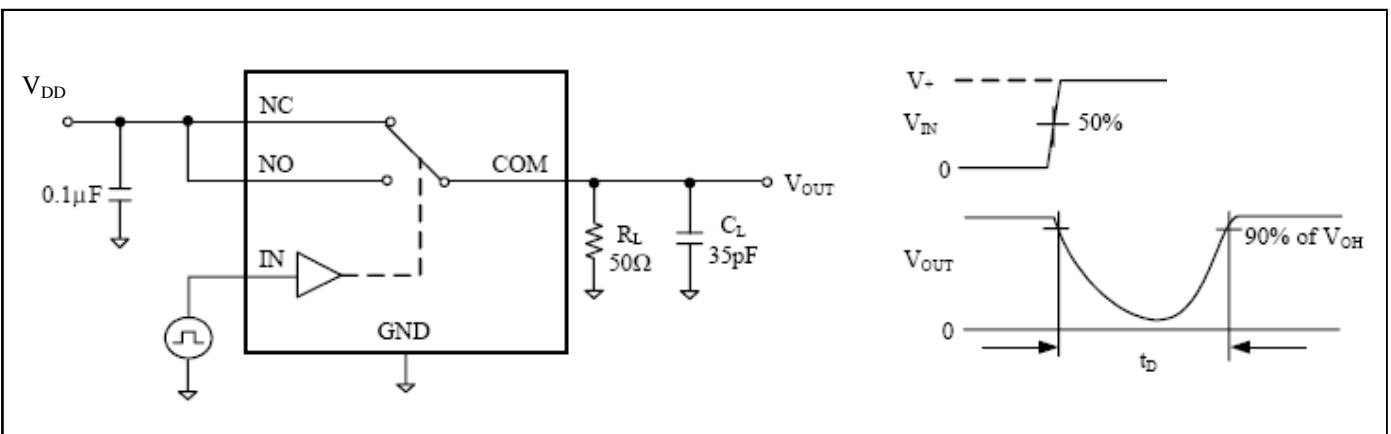 V_DD
NC
NO
COM
0.1µF
V_OUT
R_L
50Ω
C_L
35pF
IN
GND
V+
V_IN
50%
0
90% of V_OH
V_OUT
0
t_D